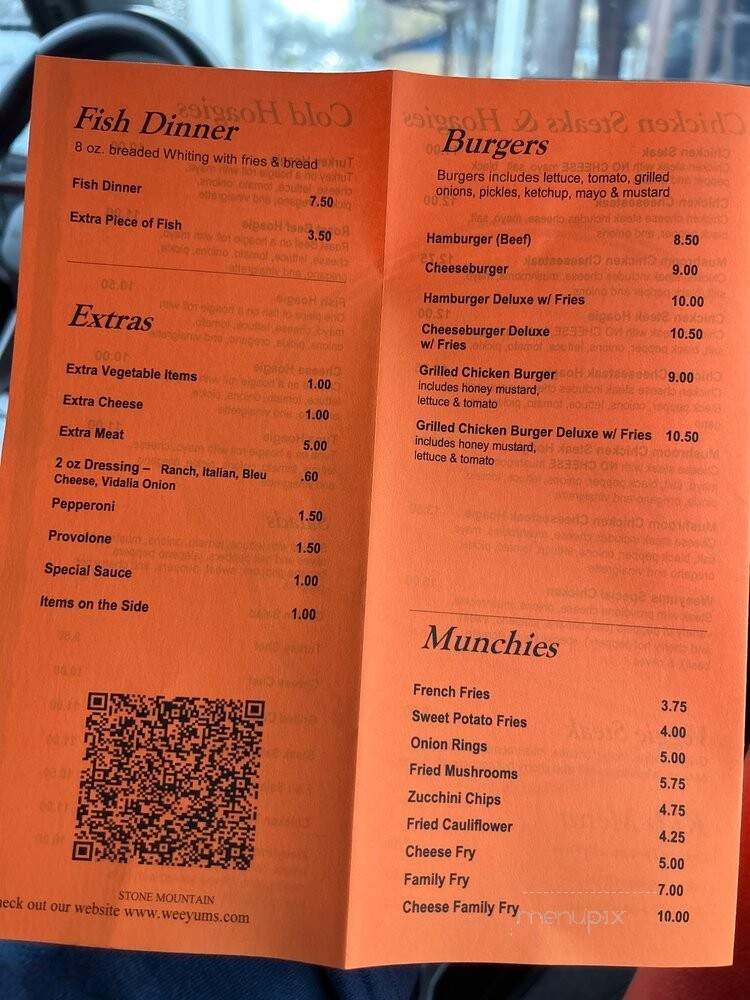 Fish Dinner
8 oz. breaded Whiting with fries & bread
Fish Dinner 7.50
Extra Piece of Fish 3.50
Extras
Extra Vegetable Items 1.00
Extra Cheese 1.00
Extra Meat 5.00
2 oz Dressing – Ranch, Italian, Bleu .60
Cheese, Vidalia Onion
Pepperoni 1.50
Provolone 1.50
Special Sauce 1.00
Items on the Side 1.00
STONE MOUNTAIN
eck out our website www.weeyums.com
Burgers
Burgers includes lettuce, tomato, grilled
onions, pickles, ketchup, mayo & mustard
Hamburger (Beef) 8.50
Cheeseburger 9.00
Hamburger Deluxe w/ Fries 10.00
Cheeseburger Deluxe 10.50
w/ Fries
Grilled Chicken Burger 9.00
includes honey mustard,
lettuce & tomato
Grilled Chicken Burger Deluxe w/ Fries 10.50
includes honey mustard,
lettuce & tomato
Munchies
French Fries 3.75
Sweet Potato Fries 4.00
Onion Rings 5.00
Fried Mushrooms 5.75
Zucchini Chips 4.75
Fried Cauliflower 4.25
Cheese Fry 5.00
Family Fry 7.00
Cheese Family Fry 10.00
menupix